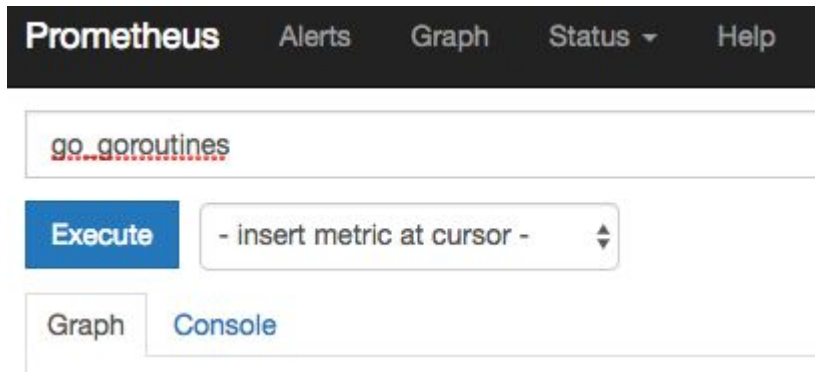 Prometheus Alerts Graph Status Help
go_goroutines
Execute - insert metric at cursor -
Graph Console